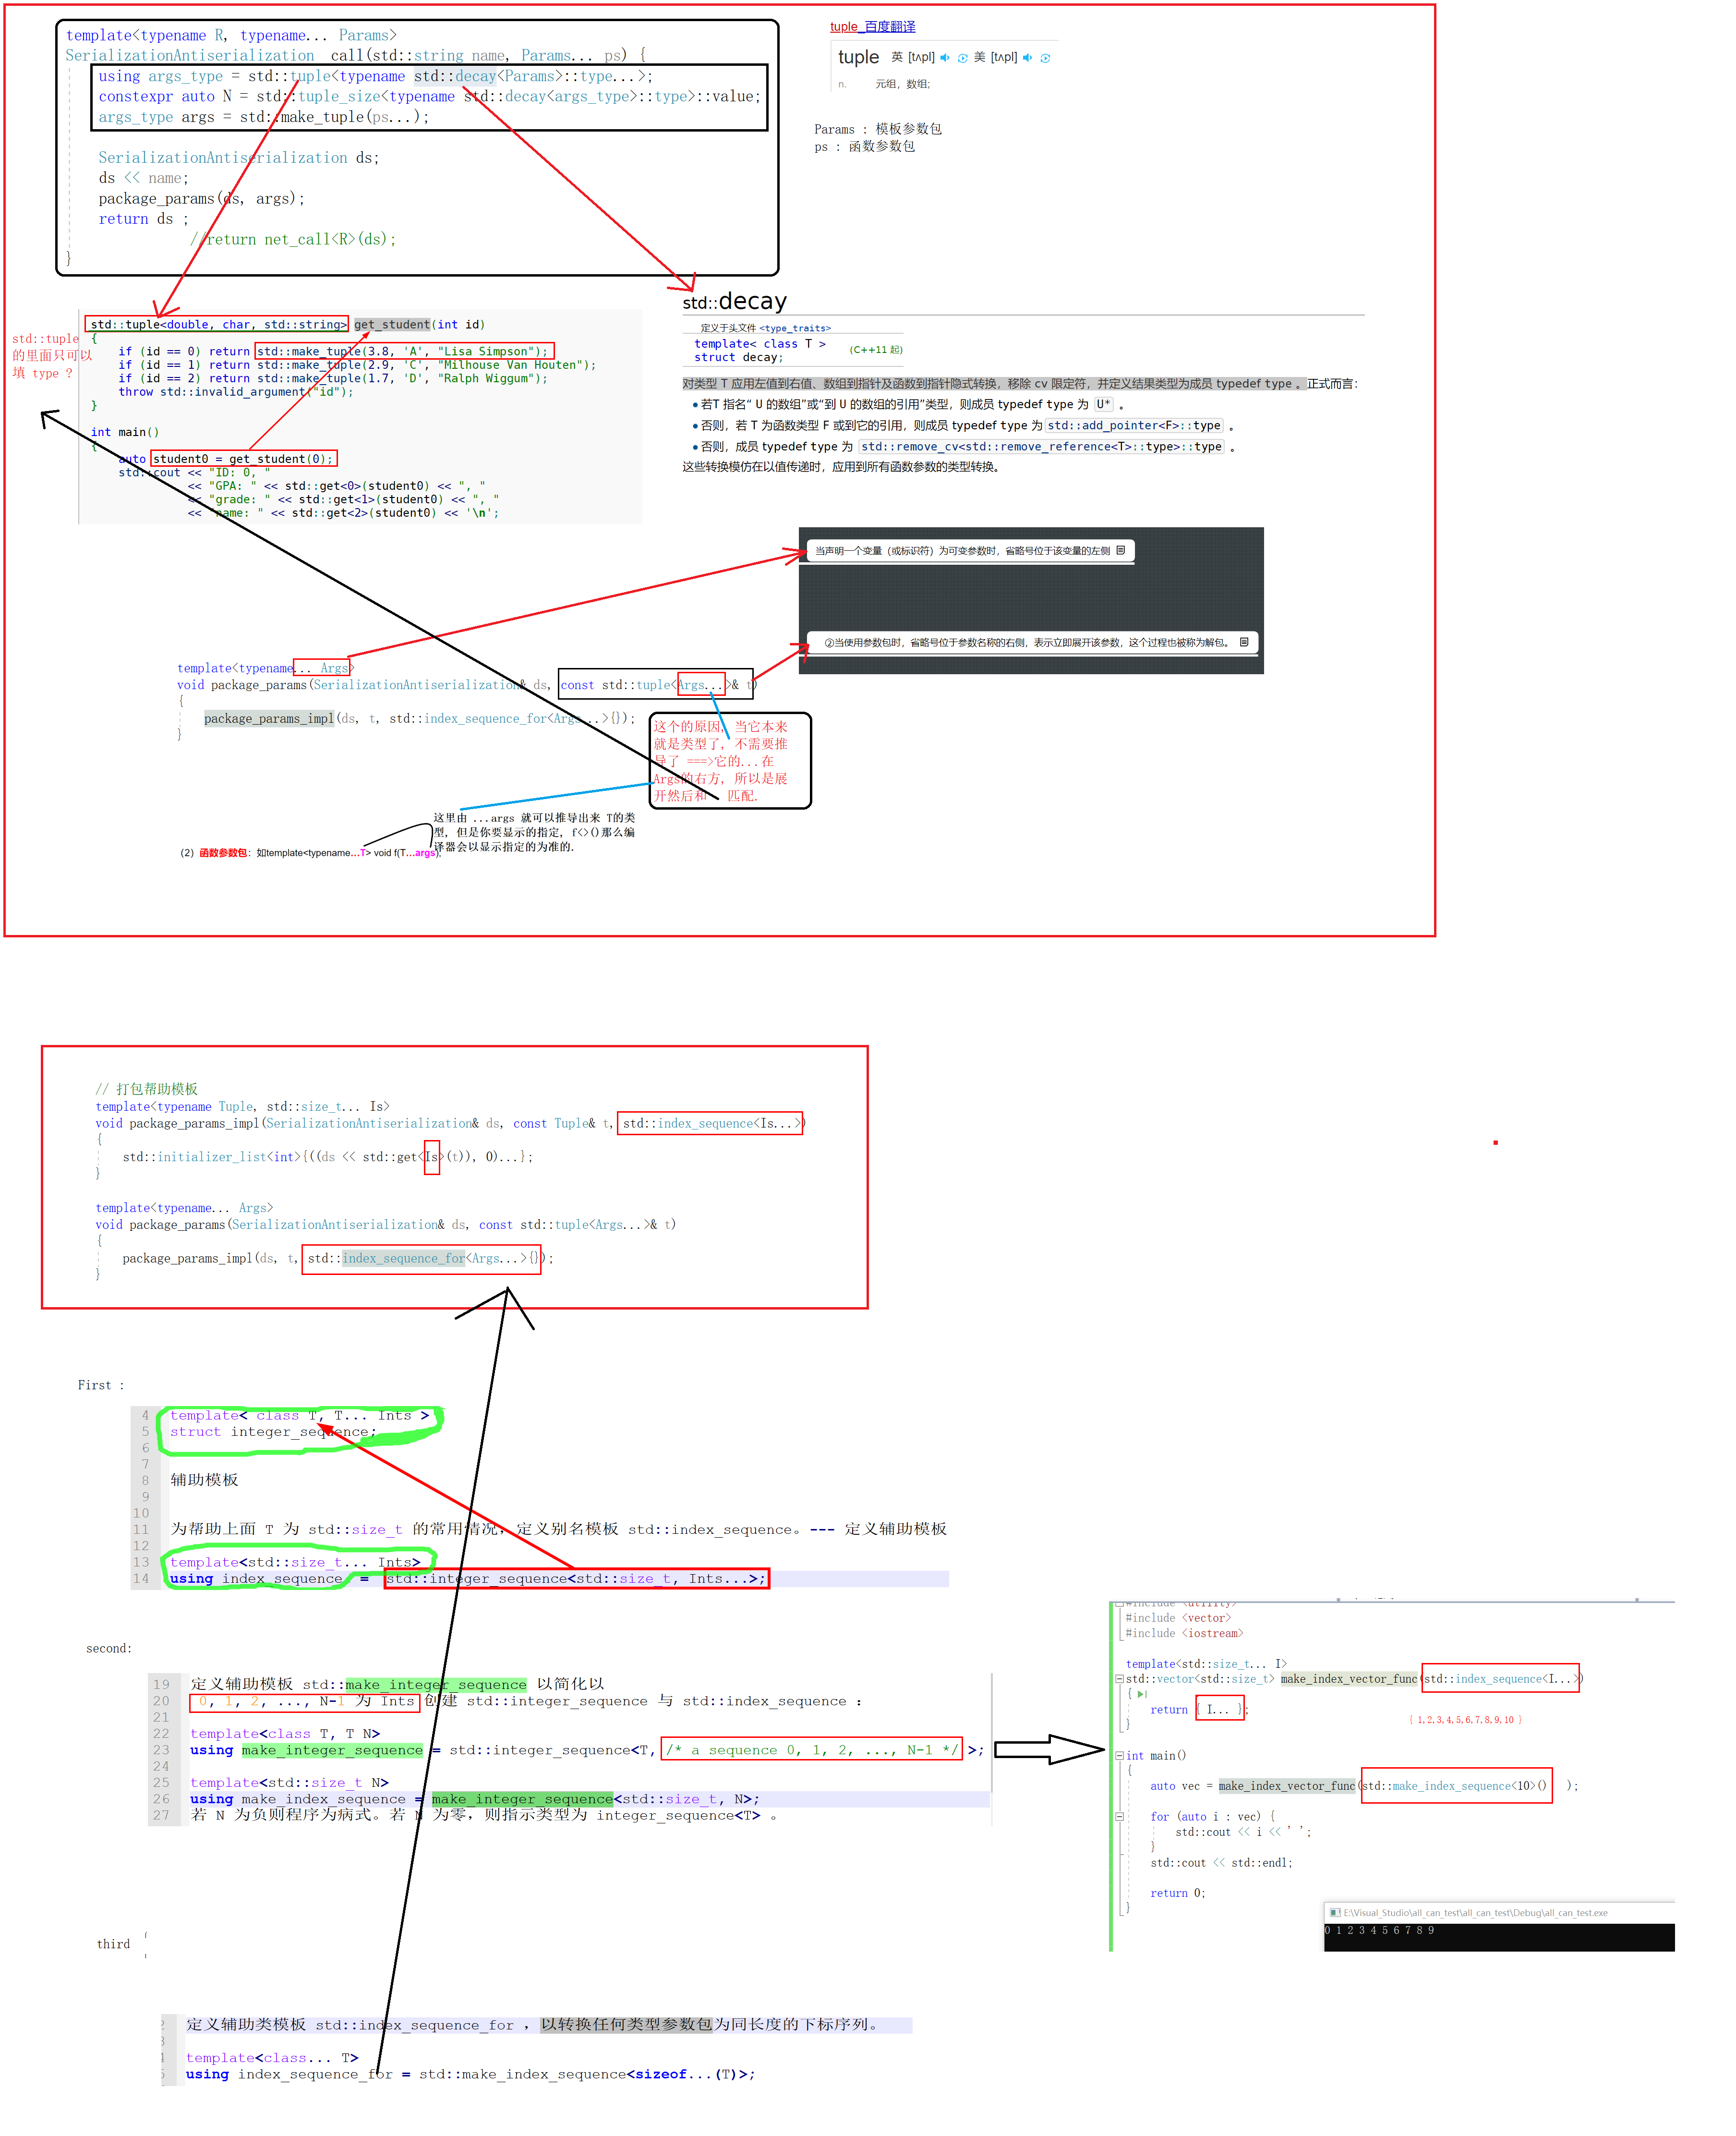 template<typename R, typename... Params>
SerializationAntiserialization  call(std::string name, Params... ps) {
using args_type = std::tuple<typename std::decay<Params>::type...>;
constexpr auto N = std::tuple_size<typename std::decay<args_type>::type>::value;
args_type args = std::make_tuple(ps...);
SerializationAntiserialization ds;
ds << name;
package_params(ds, args);
return ds ;
//return net_call<R>(ds);
}
tuple_百度翻译
tuple 英 [tʌpl] 美 [tʌpl]
n. 元组，数组;
Params : 模板参数包
ps : 函数参数包
std::tuple
的里面只可以
填 type ?
std::tuple<double, char, std::string> get_student(int id)
{
if (id == 0) return std::make_tuple(3.8, 'A', "Lisa Simpson");
if (id == 1) return std::make_tuple(2.9, 'C', "Milhouse Van Houten");
if (id == 2) return std::make_tuple(1.7, 'D', "Ralph Wiggum");
throw std::invalid_argument("id");
}
int main()
{
auto student0 = get_student(0);
std::cout << "ID: 0, "
<< "GPA: " << std::get<0>(student0) << ", "
<< "grade: " << std::get<1>(student0) << ", "
<< "name: " << std::get<2>(student0) << '\n';
std::decay
定义于头文件 <type_traits>
template< class T >
struct decay;
(C++11 起)
对类型 T 应用左值到右值、数组到指针及函数到指针隐式转换，移除 cv 限定符，并定义结果类型为成员 typedef type 。正式而言：
• 若T 指名“ U 的数组”或“到 U 的数组的引用”类型，则成员 typedef type 为 U* 。
• 否则，若 T 为函数类型 F 或到它的引用，则成员 typedef type 为 std::add_pointer<F>::type 。
• 否则，成员 typedef type 为 std::remove_cv<std::remove_reference<T>::type>::type 。
这些转换模仿在以值传递时，应用到所有函数参数的类型转换。
当声明一个变量（或标识符）为可变参数时，省略号位于该变量的左侧
②当使用参数包时，省略号位于参数名称的右侧，表示立即展开该参数，这个过程也被称为解包。
template<typename... Args>
void package_params(SerializationAntiserialization& ds, const std::tuple<Args...>& t)
{
package_params_impl(ds, t, std::index_sequence_for<Args...>{});
}
这个的原因，当它本来
就是类型了，不需要推
导了 ===>它的...在
Args的右方，所以是展
开然后和 匹配.
这里由 ...args 就可以推导出来 T的类
型，但是你要显示的指定, f<>()那么编
译器会以显示指定的为准的.
（2）函数参数包：如template<typename…T> void f(T…args);
// 打包帮助模板
template<typename Tuple, std::size_t... Is>
void package_params_impl(SerializationAntiserialization& ds, const Tuple& t, std::index_sequence<Is...>)
{
std::initializer_list<int>{((ds << std::get<Is>(t)), 0)...};
}
template<typename... Args>
void package_params(SerializationAntiserialization& ds, const std::tuple<Args...>& t)
{
package_params_impl(ds, t, std::index_sequence_for<Args...>{});
}
First :
4 template< class T, T... Ints >
5 struct integer_sequence;
6
7
8 辅助模板
9
10
11 为帮助上面 T 为 std::size_t 的常用情况，定义别名模板 std::index_sequence。--- 定义辅助模板
12
13 template<std::size_t... Ints>
14 using index_sequence  =  std::integer_sequence<std::size_t, Ints...>;
second:
19 定义辅助模板 std::make_integer_sequence 以简化以
20 0, 1, 2, ..., N-1 为 Ints 创建 std::integer_sequence 与 std::index_sequence :
21
22 template<class T, T N>
23 using make_integer_sequence = std::integer_sequence<T, /* a sequence 0, 1, 2, ..., N-1 */ >;
24
25 template<std::size_t N>
26 using make_index_sequence = make_integer_sequence<std::size_t, N>;
27 若 N 为负则程序为病式。若 N 为零，则指示类型为 integer_sequence<T> 。
#include <utility>
#include <vector>
#include <iostream>
template<std::size_t... I>
std::vector<std::size_t> make_index_vector_func(std::index_sequence<I...>)
{
return { I... };
}
{ 1,2,3,4,5,6,7,8,9,10 }
int main()
{
auto vec = make_index_vector_func(std::make_index_sequence<10>()   );
for (auto i : vec) {
std::cout << i << ' ';
}
std::cout << std::endl;
return 0;
}
E:\Visual_Studio\all_can_test\all_can_test\Debug\all_can_test.exe
0 1 2 3 4 5 6 7 8 9
third
定义辅助类模板 std::index_sequence_for ，以转换任何类型参数包为同长度的下标序列。
template<class... T>
using index_sequence_for = std::make_index_sequence<sizeof...(T)>;